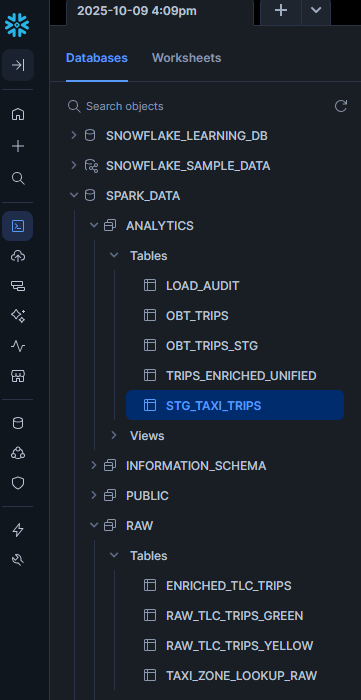 2025-10-09 4:09pm
Databases Worksheets
Search objects
SNOWFLAKE_LEARNING_DB
SNOWFLAKE_SAMPLE_DATA
SPARK_DATA
ANALYTICS
Tables
LOAD_AUDIT
OBT_TRIPS
OBT_TRIPS_STG
TRIPS_ENRICHED_UNIFIED
STG_TAXI_TRIPS
Views
INFORMATION_SCHEMA
PUBLIC
RAW
Tables
ENRICHED_TLC_TRIPS
RAW_TLC_TRIPS_GREEN
RAW_TLC_TRIPS_YELLOW
TAXI_ZONE_LOOKUP_RAW